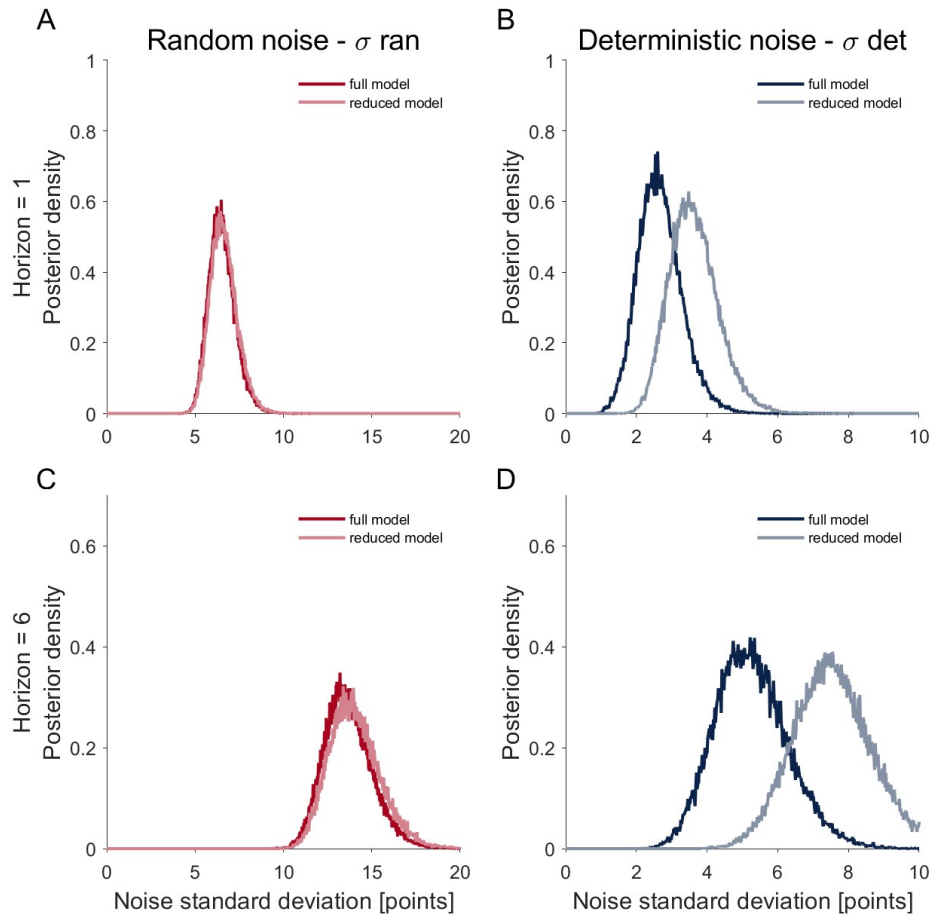 A
Random noise - σ ran
B
Deterministic noise - σ det
1
0.8
0.6
0.4
0.2
0
Horizon = 1
Posterior density
full model
reduced model
0
5
10
15
20
1
0.8
0.6
0.4
0.2
0
Posterior density
full model
reduced model
0
2
4
6
8
10
C
0.6
0.4
0.2
0
Horizon = 6
Posterior density
full model
reduced model
0
5
10
15
20
Noise standard deviation [points]
D
0.6
0.4
0.2
0
Posterior density
full model
reduced model
0
2
4
6
8
10
Noise standard deviation [points]